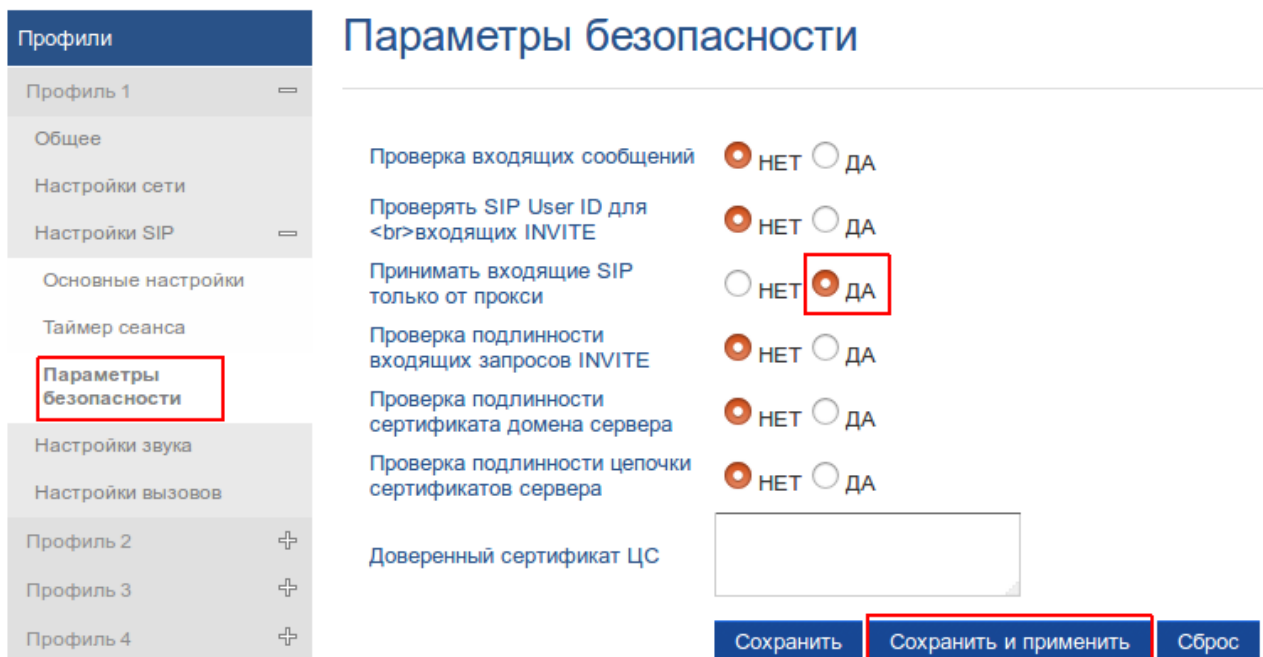 Профили
Профиль 1
Общее
Настройки сети
Настройки SIP
Основные настройки
Таймер сеанса
Параметры
безопасности
Настройки звука
Настройки вызовов
Профиль 2
Профиль 3
Профиль 4
Параметры безопасности
Проверка входящих сообщений НЕТ ДА
Проверять SIP User ID для
<br>входящих INVITE НЕТ ДА
Принимать входящие SIP
только от прокси НЕТ ДА
Проверка подлинности
входящих запросов INVITE НЕТ ДА
Проверка подлинности
сертификата домена сервера НЕТ ДА
Проверка подлинности цепочки
сертификатов сервера НЕТ ДА
Доверенный сертификат ЦС
Сохранить Сохранить и применить Сброс